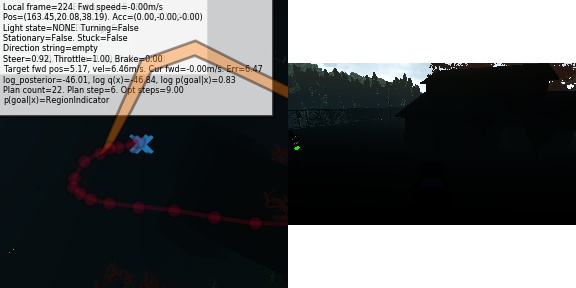 Local frame=224. Fwd speed=-0.00m/s
Pos=(163.45,20.08,38.19). Acc=(0.00,-0.00,-0.00)
Light state=NONE. Turning=False
Stationary=False. Stuck=False
Direction string=empty
Steer=0.92, Throttle=1.00, Brake=0.00
Target fwd pos=5.17, vel=6.46m/s. Cur fwd=-0.00m/s. Err=6.47
log_posterior=-46.01, log q(x)=-46.84, log p(goal|x)=0.83
Plan count=22. Plan step=6. Opt steps=9.00
p(goal|x)=RegionIndicator